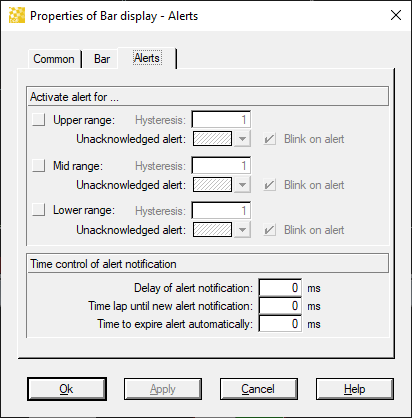 Properties of Bar display - Alerts
Common Bar Alerts
Activate alert for ...
Upper range: Hysteresis: 1
Unacknowledged alert: Blink on alert
Mid range: Hysteresis: 1
Unacknowledged alert: Blink on alert
Lower range: Hysteresis: 1
Unacknowledged alert: Blink on alert
Time control of alert notification
Delay of alert notification: 0 ms
Time lap until new alert notification: 0 ms
Time to expire alert automatically: 0 ms
Ok Apply Cancel Help